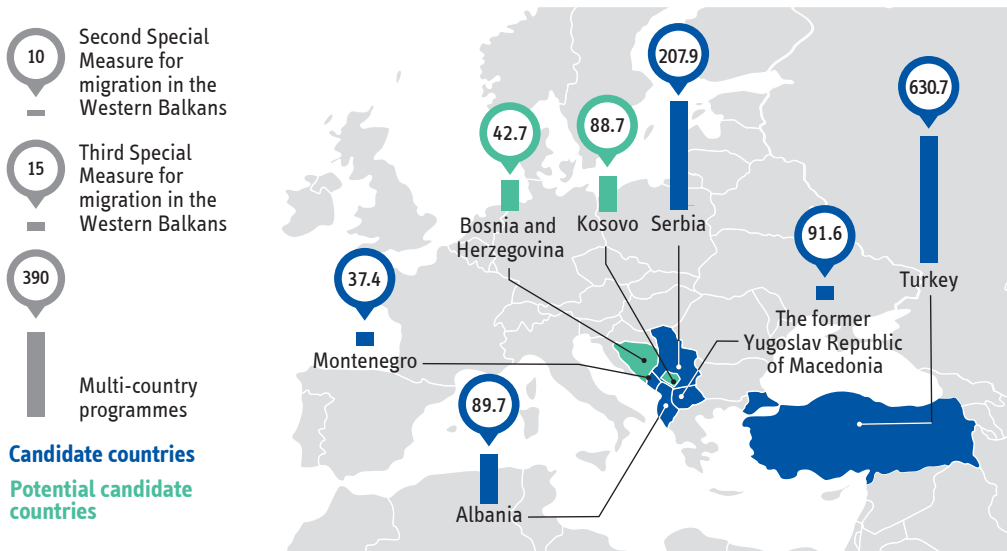 10
Second Special
Measure for
migration in the
Western Balkans
15
Third Special
Measure for
migration in the
Western Balkans
390
Multi-country
programmes
Candidate countries
Potential candidate
countries
42.7
Bosnia and
Herzegovina
88.7
Kosovo
207.9
Serbia
630.7
Turkey
91.6
The former
Yugoslav Republic
of Macedonia
37.4
Montenegro
89.7
Albania